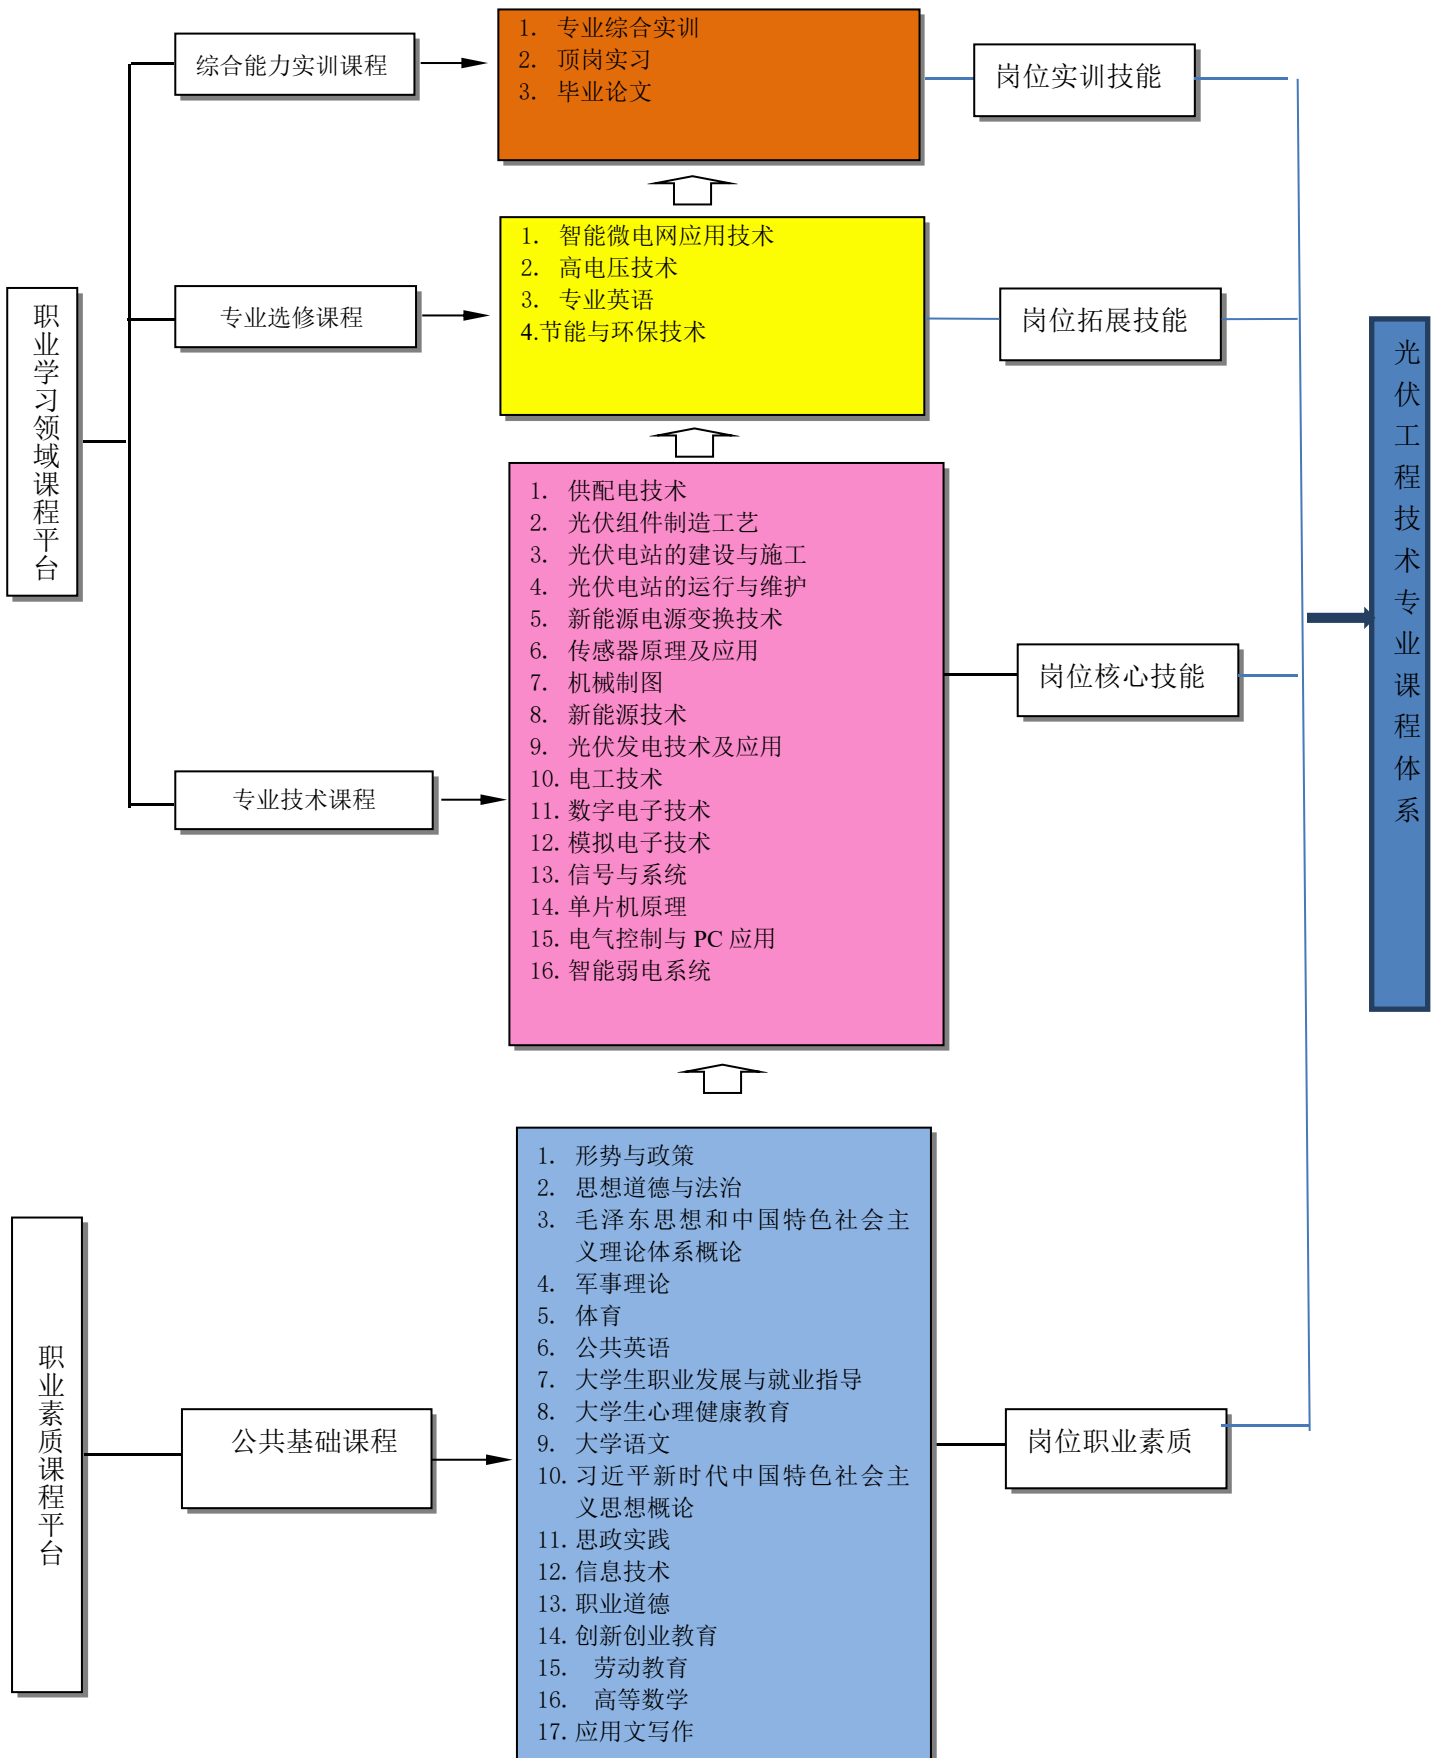 综合能力实训课程
1. 专业综合实训
2. 顶岗实习
3. 毕业论文
岗位实训技能
职业学习领域课程平台
专业选修课程
1. 智能微电网应用技术
2. 高电压技术
3. 专业英语
4.节能与环保技术
岗位拓展技能
光伏工程技术专业课程体系
专业技术课程
1. 供配电技术
2. 光伏组件制造工艺
3. 光伏电站的建设与施工
4. 光伏电站的运行与维护
5. 新能源电源变换技术
6. 传感器原理及应用
7. 机械制图
8. 新能源技术
9. 光伏发电技术及应用
10. 电工技术
11. 数字电子技术
12. 模拟电子技术
13. 信号与系统
14. 单片机原理
15. 电气控制与 PC 应用
16. 智能弱电系统
岗位核心技能
职业素质课程平台
公共基础课程
1. 形势与政策
2. 思想道德与法治
3. 毛泽东思想和中国特色社会主
义理论体系概论
4. 军事理论
5. 体育
6. 公共英语
7. 大学生职业发展与就业指导
8. 大学生心理健康教育
9. 大学语文
10. 习近平新时代中国特色社会主
义思想概论
11. 思政实践
12. 信息技术
13. 职业道德
14. 创新创业教育
15. 劳动教育
16. 高等数学
17. 应用文写作
岗位职业素质